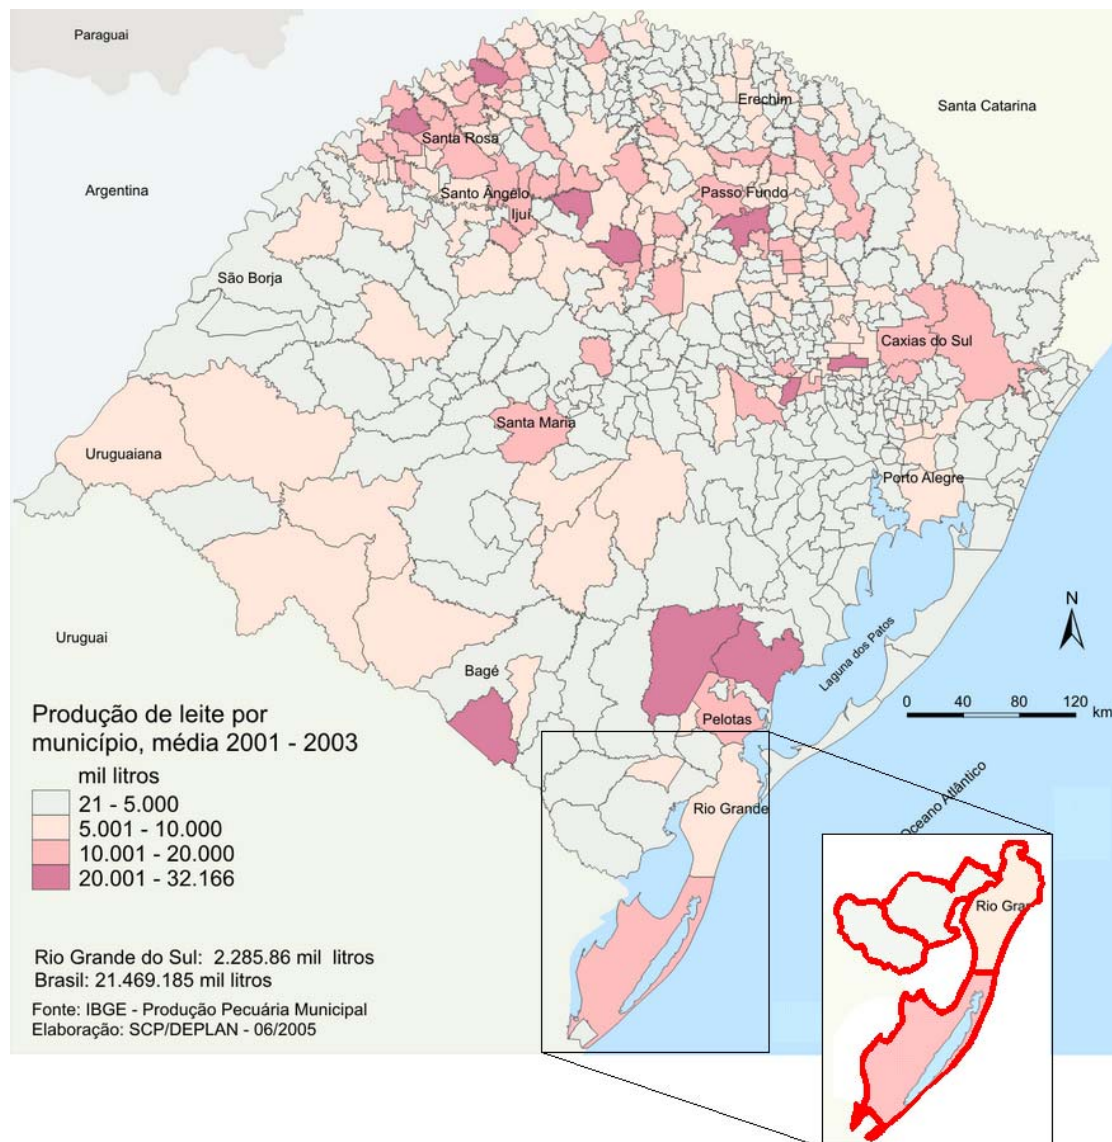 Paraguai
Santa Catarina
Erechim
Santa Rosa
Argentina
Santo Ângelo
Passo Fundo
Ijuí
São Borja
Caxias do Sul
Santa Maria
Uruguaiana
Porto Alegre
N
Uruguai
Laguna dos Patos
Bagé
0 40 80 120
km
Pelotas
Produção de leite por
município, média 2001 - 2003
mil litros
21 - 5.000
5.001 - 10.000
10.001 - 20.000
20.001 - 32.166
Oceano Atlântico
Rio Grande
Rio Gra
Rio Grande do Sul: 2.285.86 mil litros
Brasil: 21.469.185 mil litros
Fonte: IBGE - Produção Pecuária Municipal
Elaboração: SCP/DEPLAN - 06/2005